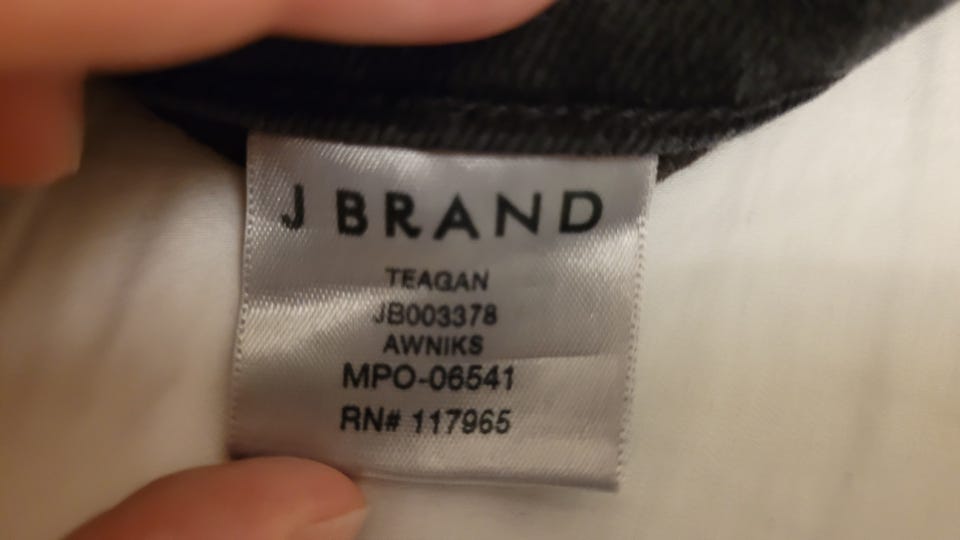 J BRAND
TEAGAN
JB003378
AWNIKS
MPO-06541
RN# 117965